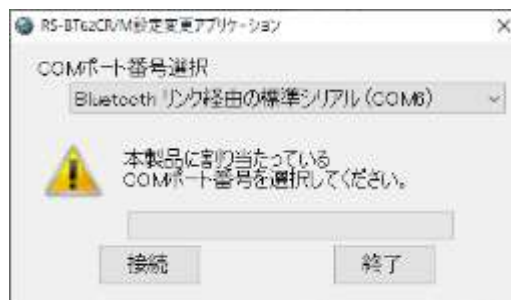 RS-BT62CR/M設定変更アプリケーション
COMポート番号選択
Bluetooth リンク経由の標準シリアル (COM6)
本製品に割り当たっている
COMポート番号を選択してください。
接続
終了